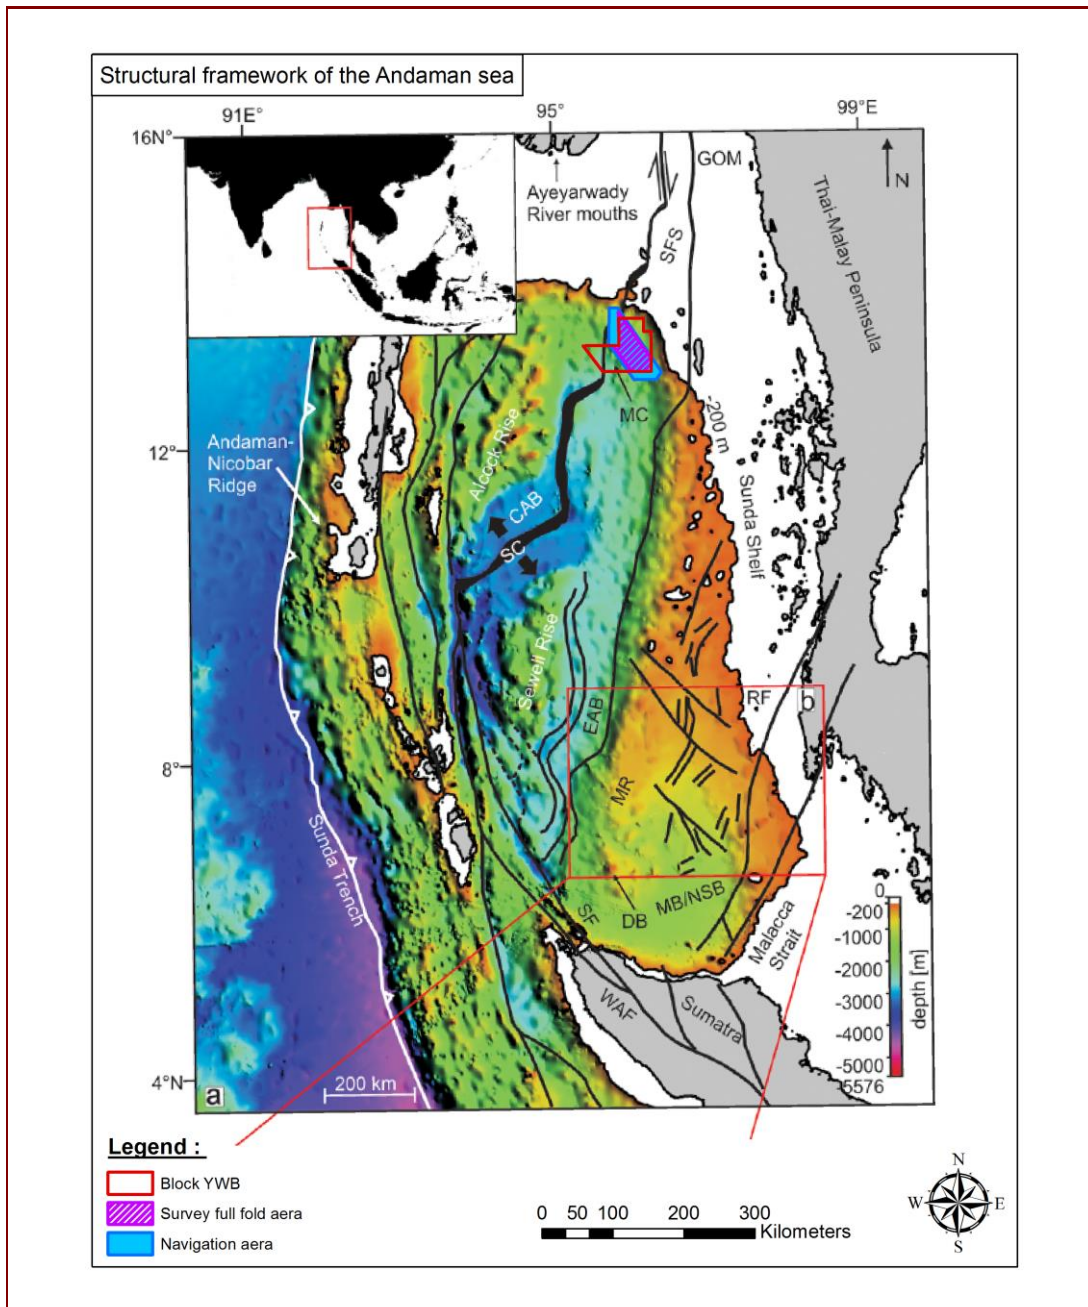 Structural framework of the Andaman sea
91E°
95°
99°E
16N°
GOM
N
Ayeyarwady
River mouths
SFS
Thai-Malay Peninsula
MC
-200 m
12°
Andaman-
Nicobar
Ridge
Alcock Rise
CAB
SC
Sunda Shelf
Sewell Rise
EAB
RF
b
8°
MR
Sunda Trench
SF
DB
MB/NSB
Malacca
Strait
0
-200
-1000
-2000
-3000
-4000
-5000
5576
depth [m]
WAF
Sumatra
4°N
a
200 km
Legend :
Block YWB
Survey full fold aera
Navigation aera
0 50 100 200 300
Kilometers
N
W E
S